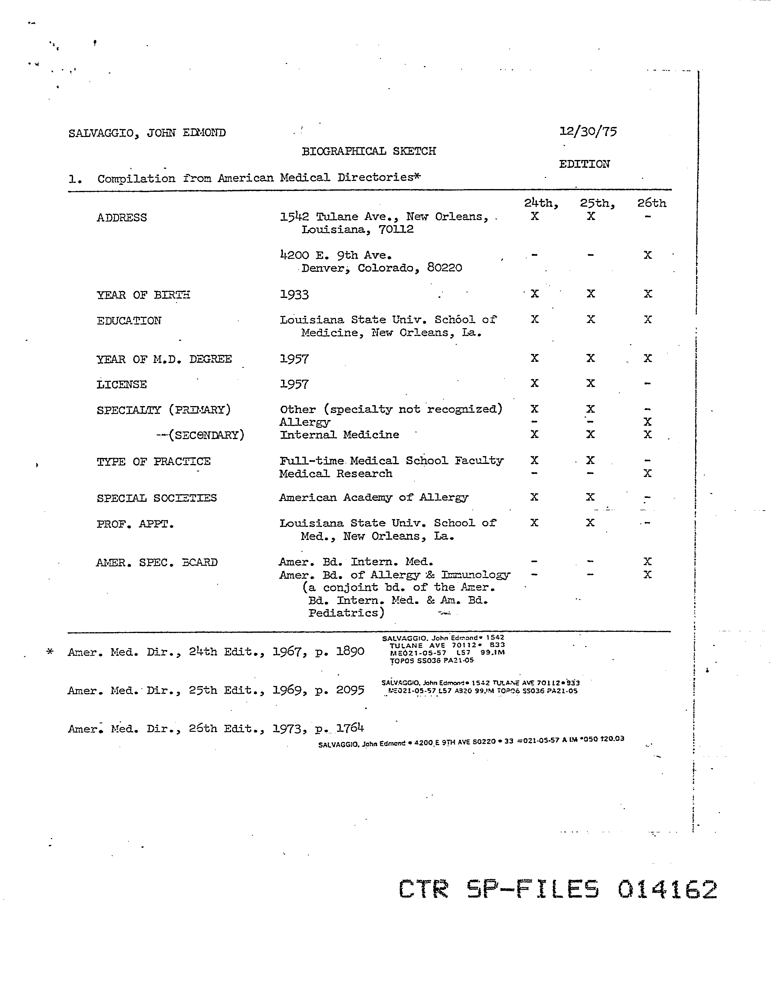 SALVAGGIO, JOHN EDMOND 12/30/75
BIOGRAPHICAL SKETCH
EDITION
1. Compilation from American Medical Directories*
24th, 25th, 26th
ADDRESS 1542 Tulane Ave., New Orleans, X X -
Louisiana, 70112
4200 E. 9th Ave. - - X
Denver, Colorado, 80220
YEAR OF BIRTH 1933 X X X
EDUCATION Louisiana State Univ. School of X X X
Medicine, New Orleans, La.
YEAR OF M.D. DEGREE 1957 X X X
LICENSE 1957 X X -
SPECIALTY (PRIMARY) Other (specialty not recognized) X X -
Allergy - - X
--(SECONDARY) Internal Medicine X X X
TYPE OF PRACTICE Full-time Medical School Faculty X X -
Medical Research - - X
SPECIAL SOCIETIES American Academy of Allergy X X -
PROF. APPT. Louisiana State Univ. School of X X -
Med., New Orleans, La.
AMER. SPEC. BOARD Amer. Bd. Intern. Med. - - X
Amer. Bd. of Allergy & Immunology - - X
(a conjoint bd. of the Amer.
Bd. Intern. Med. & Am. Bd.
Pediatrics)
* Amer. Med. Dir., 24th Edit., 1967, p. 1890
SALVAGGIO, John Edmond* 1542
TULANE AVE 70112* B33
ME021-05-57 L57 99,IM
TOP05 SS036 PA21-05
Amer. Med. Dir., 25th Edit., 1969, p. 2095
SALVAGGIO, John Edmond* 1542 TULANE AVE 70112*B33
ME021-05-57 L57 A320 99,IM TOP06 SS036 PA21-05
Amer. Med. Dir., 26th Edit., 1973, p. 1764
SALVAGGIO, John Edmond * 4200 E 9TH AVE 80220 * 33 021-05-57 A IM *050 120.03
CTR SP-FILES 014162